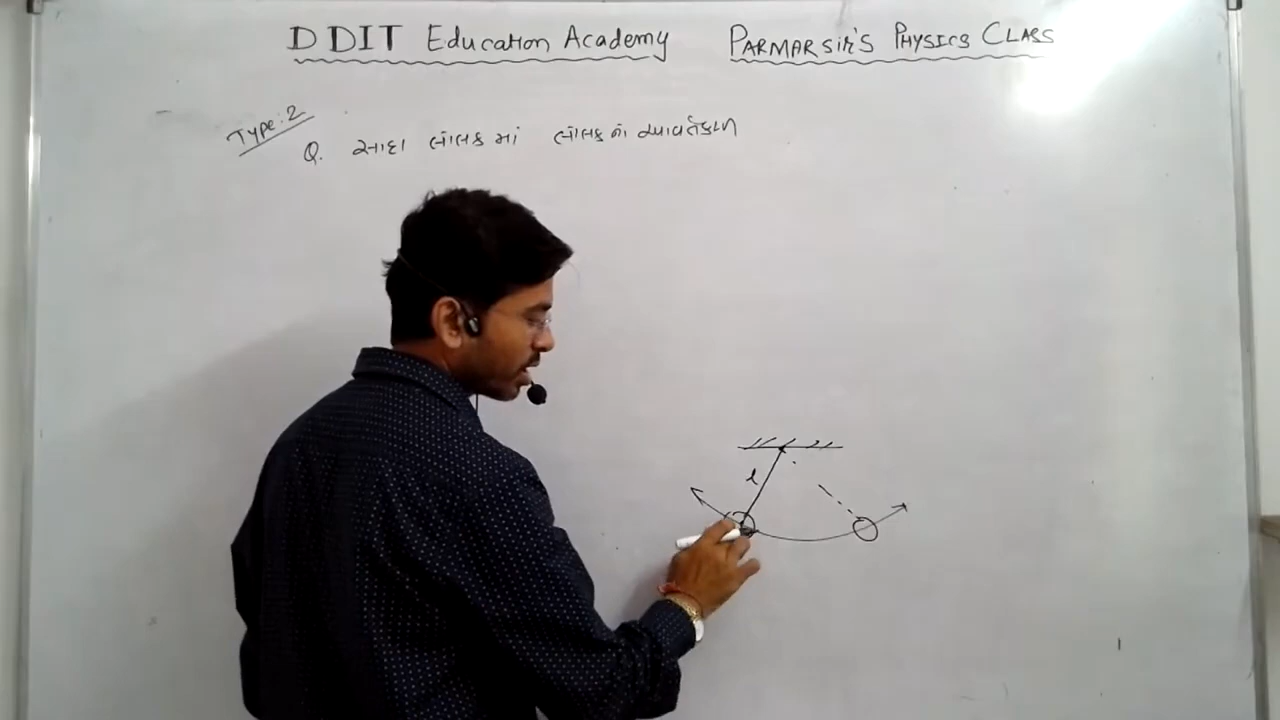 DDIT Education Academy PARMAR SIR'S PHYSICS CLASS
Type:2
Q. સાદા લોલક માં લોલક નો આવર્તકાળ
l